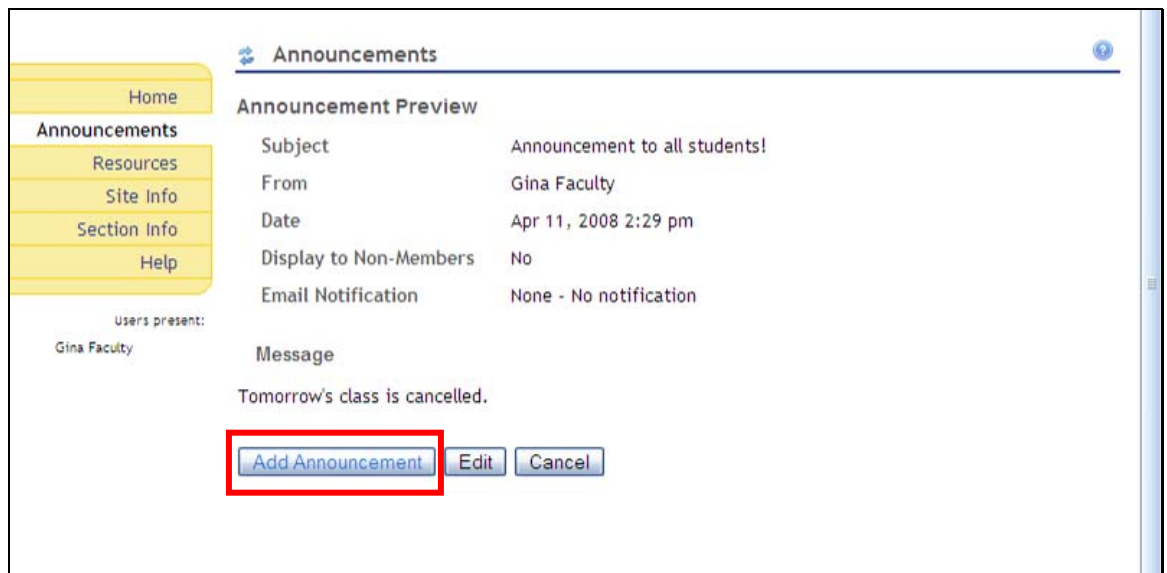 Announcements
Home
Announcements
Resources
Site Info
Section Info
Help
Users present:
Gina Faculty
Announcement Preview
Subject Announcement to all students!
From Gina Faculty
Date Apr 11, 2008 2:29 pm
Display to Non-Members No
Email Notification None - No notification
Message
Tomorrow's class is cancelled.
Add Announcement Edit Cancel